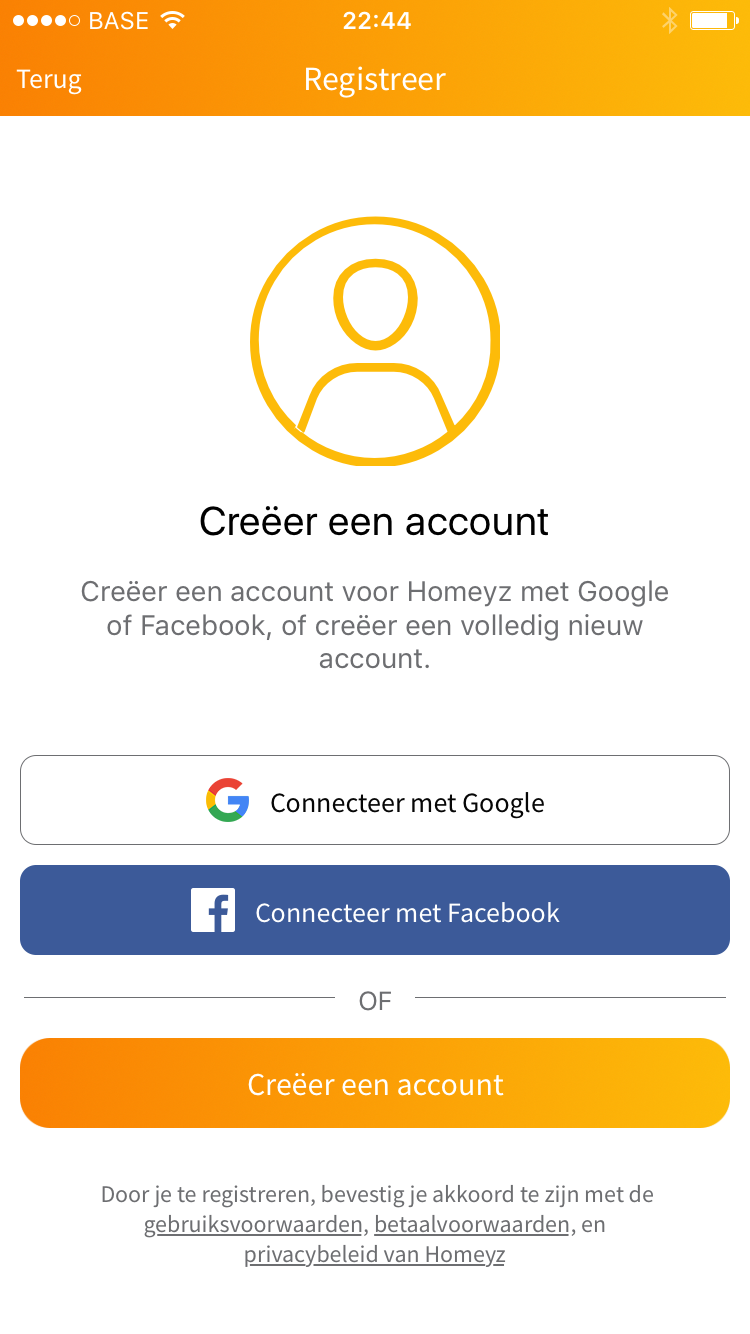 BASE 22:44
Terug Registreer
Creëer een account
Creëer een account voor Homeyz met Google
of Facebook, of creëer een volledig nieuw
account.
Connecteer met Google
Connecteer met Facebook
OF
Creëer een account
Door je te registreren, bevestig je akkoord te zijn met de
gebruiksvoorwaarden, betaalvoorwaarden, en
privacybeleid van Homeyz